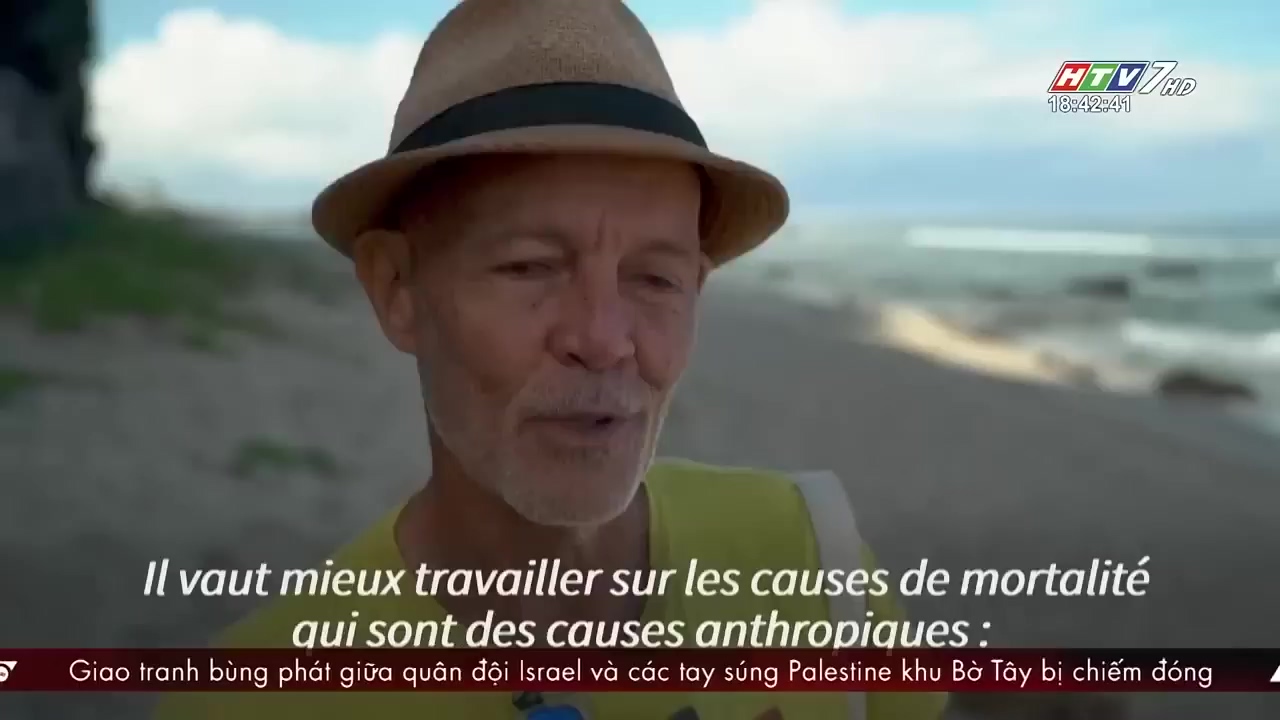 HTV7 HD
18:42:41
Il vaut mieux travailler sur les causes de mortalité
qui sont des causes anthropiques :
Giao tranh bùng phát giữa quân đội Israel và các tay súng Palestine khu Bờ Tây bị chiếm đóng